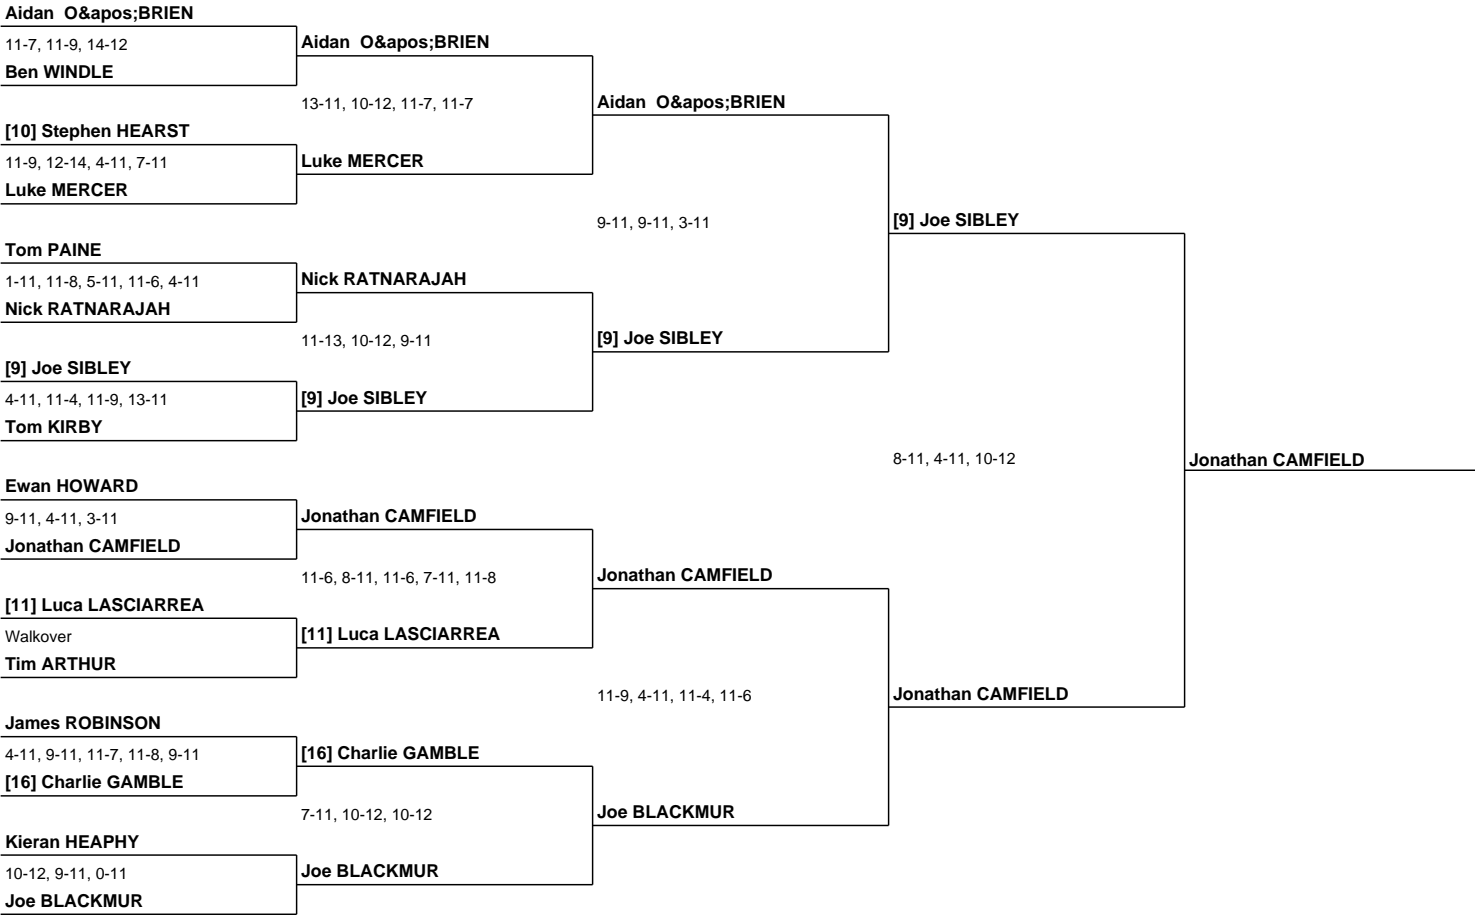 Aidan  O&apos;BRIEN
11-7, 11-9, 14-12
Ben WINDLE
[10] Stephen HEARST
11-9, 12-14, 4-11, 7-11
Luke MERCER
Tom PAINE
1-11, 11-8, 5-11, 11-6, 4-11
Nick RATNARAJAH
[9] Joe SIBLEY
4-11, 11-4, 11-9, 13-11
Tom KIRBY
Ewan HOWARD
9-11, 4-11, 3-11
Jonathan CAMFIELD
[11] Luca LASCIARREA
Walkover
Tim ARTHUR
James ROBINSON
4-11, 9-11, 11-7, 11-8, 9-11
[16] Charlie GAMBLE
Kieran HEAPHY
10-12, 9-11, 0-11
Joe BLACKMUR
Aidan  O&apos;BRIEN
13-11, 10-12, 11-7, 11-7
Luke MERCER
Nick RATNARAJAH
11-13, 10-12, 9-11
[9] Joe SIBLEY
Jonathan CAMFIELD
11-6, 8-11, 11-6, 7-11, 11-8
[11] Luca LASCIARREA
[16] Charlie GAMBLE
7-11, 10-12, 10-12
Joe BLACKMUR
Aidan  O&apos;BRIEN
9-11, 9-11, 3-11
[9] Joe SIBLEY
Jonathan CAMFIELD
11-9, 4-11, 11-4, 11-6
Joe BLACKMUR
[9] Joe SIBLEY
8-11, 4-11, 10-12
Jonathan CAMFIELD
Jonathan CAMFIELD